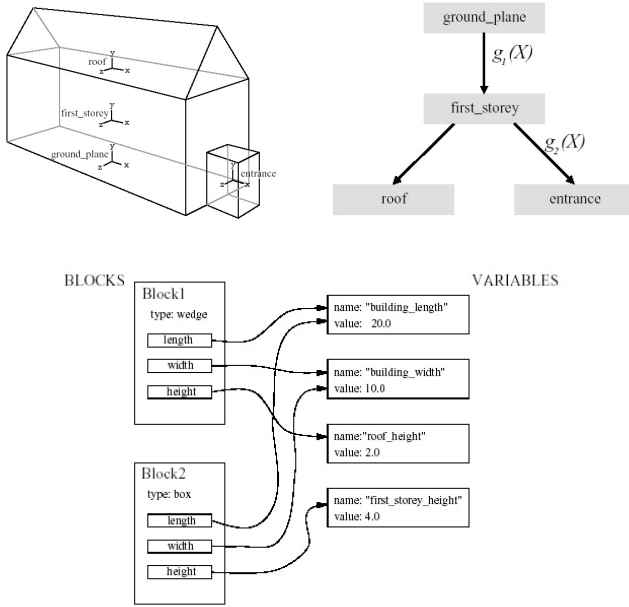 y
roof
z x
y
first_storey
z x
y
ground_plane
z x
y
entrance
z x
ground_plane
g1(X)
first_storey
g2(X)
roof
entrance
BLOCKS
VARIABLES
Block1
type: wedge
length
width
height
name: "building_length"
value: 20.0
name: "building_width"
value: 10.0
name:"roof_height"
value: 2.0
Block2
type: box
length
width
height
name: "first_storey_height"
value: 4.0